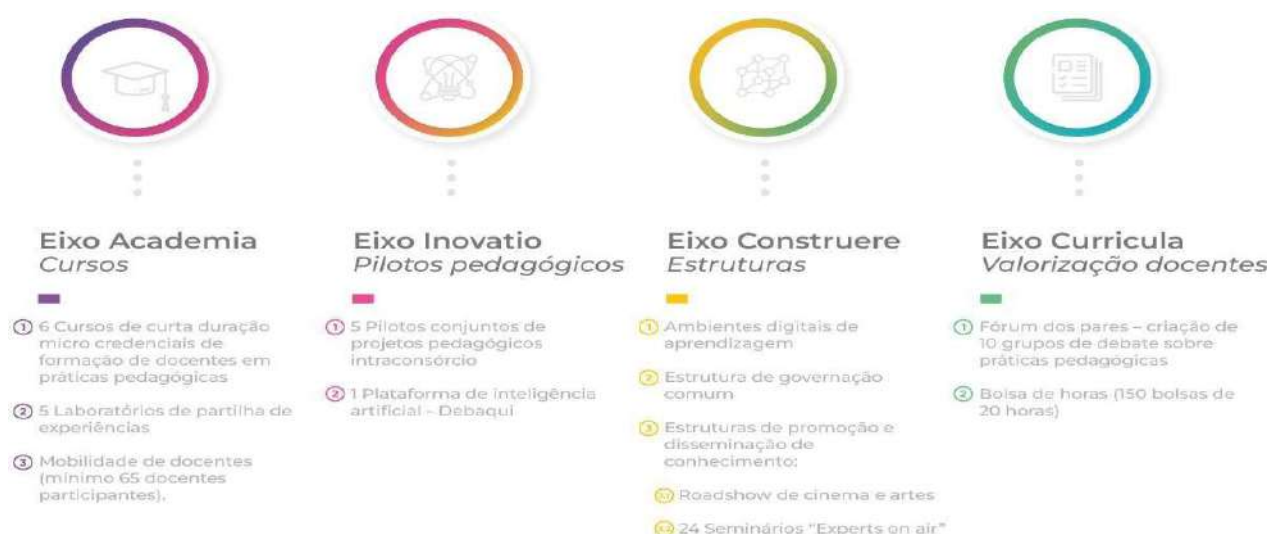 Eixo Academia
Cursos
1 6 Cursos de curta duração
micro credenciais de
formação de docentes em
práticas pedagógicas
2 5 Laboratórios de partilha de
experiências
3 Mobilidade de docentes
(mínimo 65 docentes
participantes).
Eixo Inovatio
Pilotos pedagógicos
1 5 Pilotos conjuntos de
projetos pedagógicos
intraconsórcio
2 1 Plataforma de inteligência
artificial - Debaqui
Eixo Construere
Estruturas
1 Ambientes digitais de
aprendizagem
2 Estrutura de governação
comum
3 Estruturas de promoção e
disseminação de
conhecimento:
3.1 Roadshow de cinema e artes
3.2 24 Seminários "Experts on air"
Eixo Curricula
Valorização docentes
1 Fórum dos pares – criação de
10 grupos de debate sobre
práticas pedagógicas
2 Bolsa de horas (150 bolsas de
20 horas)